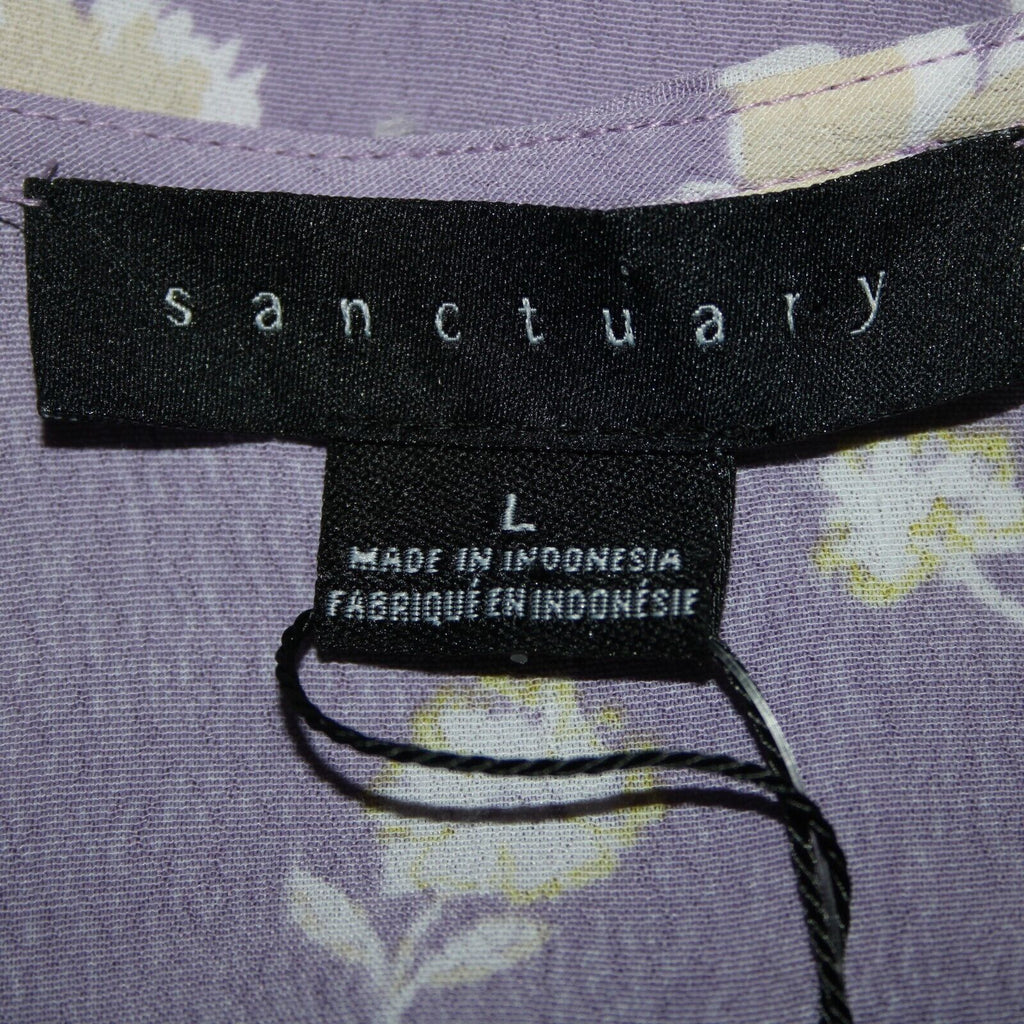 sanctuary
L
MADE IN INDONESIA
FABRIQUÉ EN INDONÉSIE